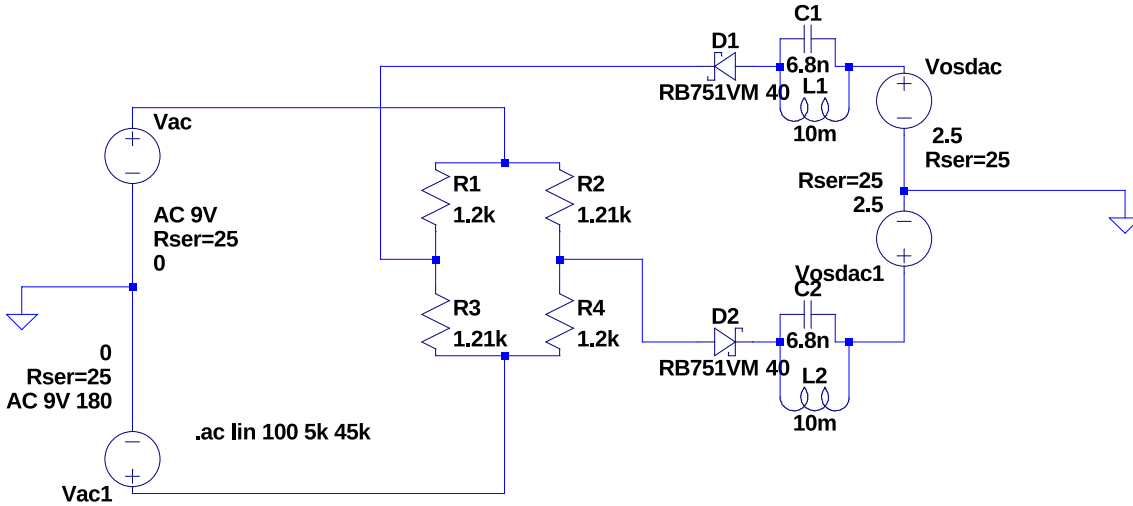 C1
D1
6.8n
Vosdac
RB751VM 40
L1
10m
Vac
2.5
Rser=25
R1
R2
Rser=25
1.2k
1.21k
2.5
AC 9V
Rser=25
0
Vosdac1
C2
R3
R4
D2
1.21k
1.2k
6.8n
0
RB751VM 40
L2
Rser=25
AC 9V 180
10m
.ac lin 100 5k 45k
Vac1